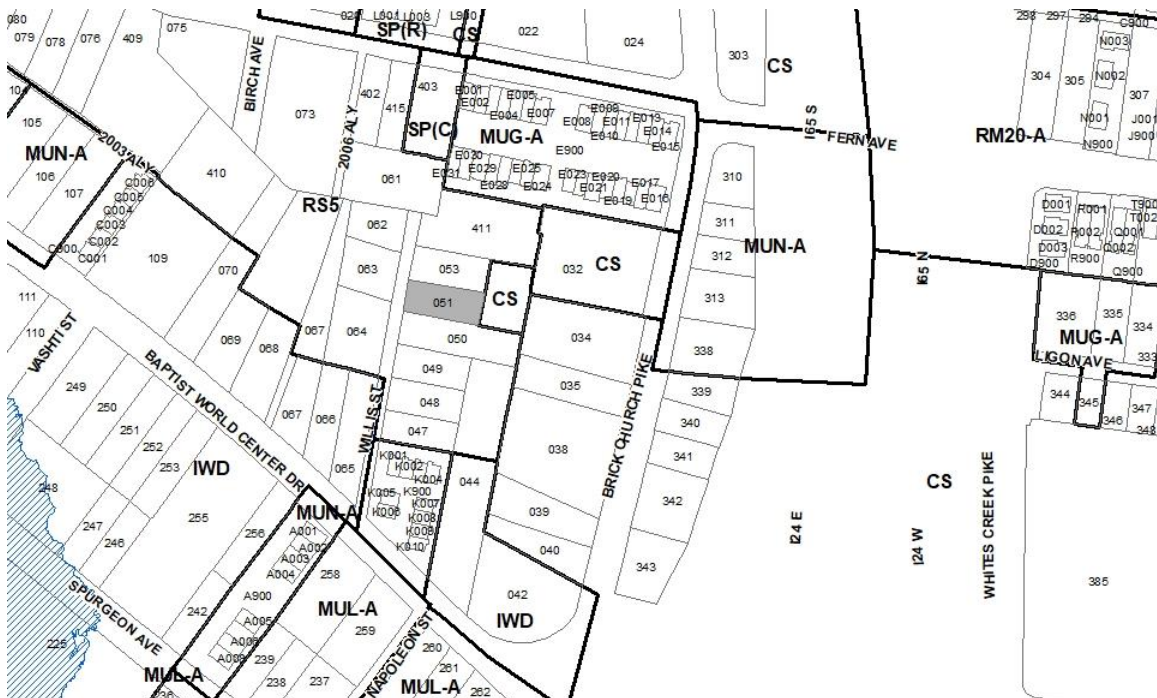 080
079
078
076
409
075
BIRCH AVE
073
2006 ALY
402
415
403
SP(R)
CS
L001
L003
022
024
303
CS
298
297
294
C900
N003
304
305
N002
307
N001
J001
J900
N900
RM20-A
104
105
MUN-A
106
107
2003 ALY
C006
C005
C004
C003
C002
C001
C900
109
410
RS5
061
SP(C)
MUG-A
E001
E002
E005
E004
E007
E009
E008
E011
E010
E013
E014
E015
E900
E030
E031
E029
E028
E025
E024
E023
E020
E021
E017
E019
E016
I65 S
FERN AVE
310
311
312
313
338
MUN-A
I65 N
D001
D002
D003
D900
R001
R002
R900
T900
T002
Q001
Q002
Q900
336
335
334
333
MUG-A
LIGON AVE
344
345
346
347
348
062
063
064
411
053
051
050
049
048
047
CS
032
CS
034
035
038
039
040
042
044
IWD
BRICK CHURCH PIKE
339
340
341
342
343
I24 E
I24 W
CS
WHITES CREEK PIKE
385
111
110
VASHTI ST
070
069
068
067
067
066
065
WILLIS ST
BAPTIST WORLD CENTER DR
249
250
251
252
253
255
256
248
247
246
IWD
K001
K002
K004
K005
K900
K006
K007
K008
K009
K010
MUN-A
A001
A002
A003
A004
A900
A005
A006
A008
258
259
MUL-A
242
239
238
237
236
225
SPURGEON AVE
MUL-A
NAPOLEON ST
260
261
262
MUL-A